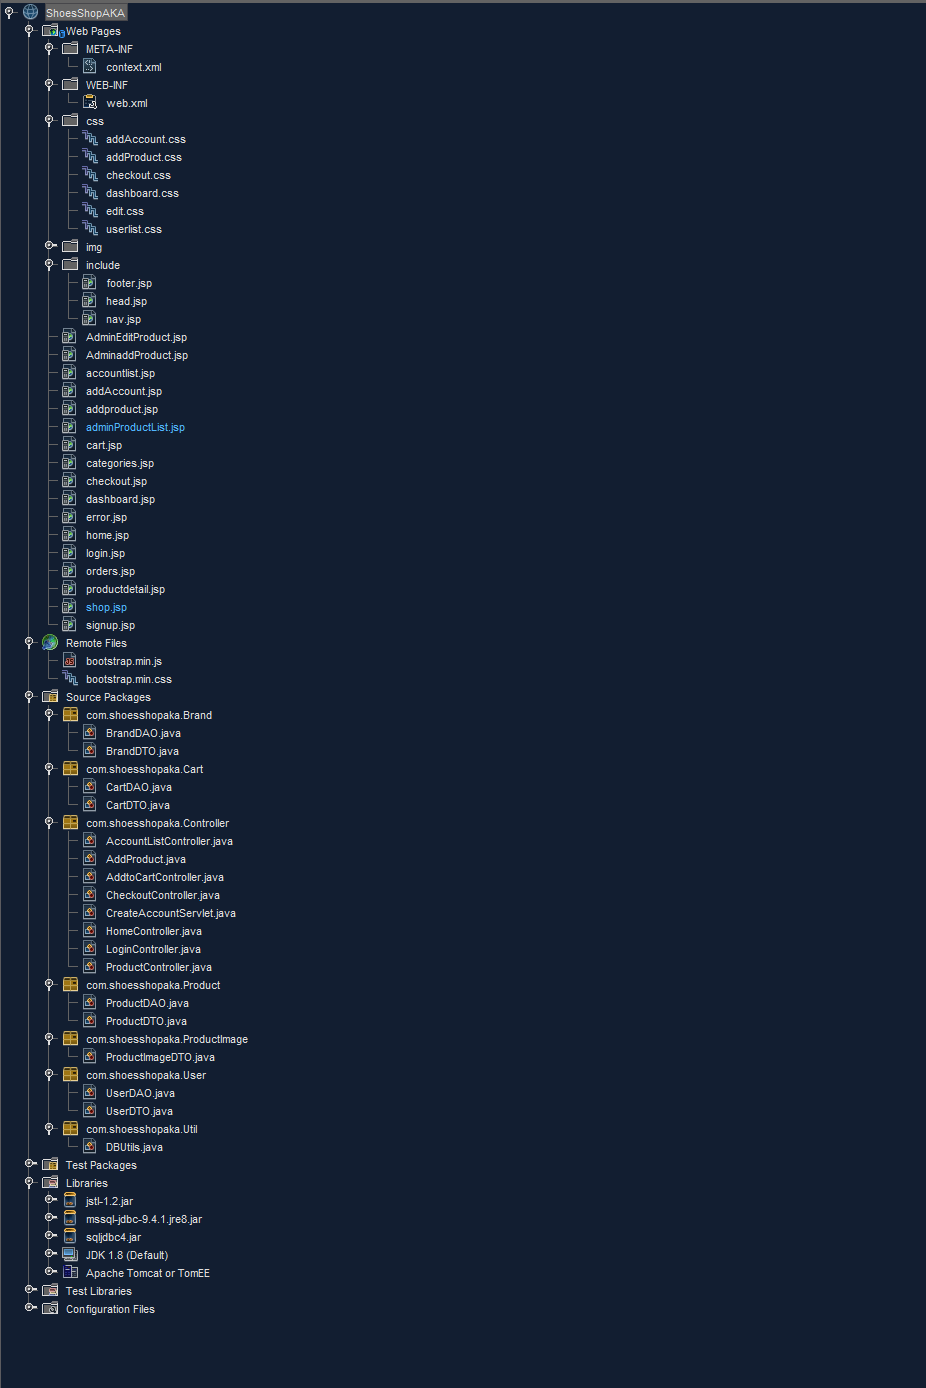 ShoesShopAKA
Web Pages
META-INF
context.xml
WEB-INF
web.xml
css
addAccount.css
addProduct.css
checkout.css
dashboard.css
edit.css
userlist.css
img
include
footer.jsp
head.jsp
nav.jsp
AdminEditProduct.jsp
AdminaddProduct.jsp
accountlist.jsp
addAccount.jsp
addproduct.jsp
adminProductList.jsp
cart.jsp
categories.jsp
checkout.jsp
dashboard.jsp
error.jsp
home.jsp
login.jsp
orders.jsp
productdetail.jsp
shop.jsp
signup.jsp
Remote Files
bootstrap.min.js
bootstrap.min.css
Source Packages
com.shoesshopaka.Brand
BrandDAO.java
BrandDTO.java
com.shoesshopaka.Cart
CartDAO.java
CartDTO.java
com.shoesshopaka.Controller
AccountListController.java
AddProduct.java
AddtoCartController.java
CheckoutController.java
CreateAccountServlet.java
HomeController.java
LoginController.java
ProductController.java
com.shoesshopaka.Product
ProductDAO.java
ProductDTO.java
com.shoesshopaka.ProductImage
ProductImageDTO.java
com.shoesshopaka.User
UserDAO.java
UserDTO.java
com.shoesshopaka.Util
DBUtils.java
Test Packages
Libraries
jstl-1.2.jar
mssql-jdbc-9.4.1.jre8.jar
sqljdbc4.jar
JDK 1.8 (Default)
Apache Tomcat or TomEE
Test Libraries
Configuration Files